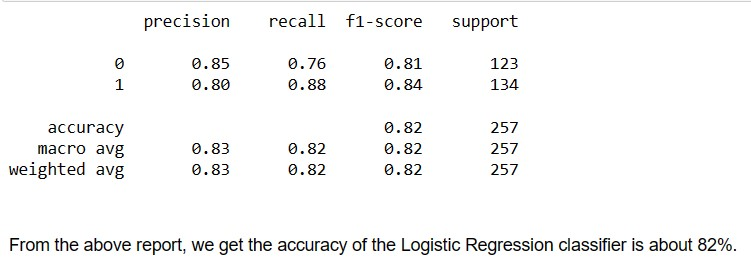 precision recall f1-score support
0 0.85 0.76 0.81 123
1 0.80 0.88 0.84 134
accuracy 0.82 257
macro avg 0.83 0.82 0.82 257
weighted avg 0.83 0.82 0.82 257
From the above report, we get the accuracy of the Logistic Regression classifier is about 82%.